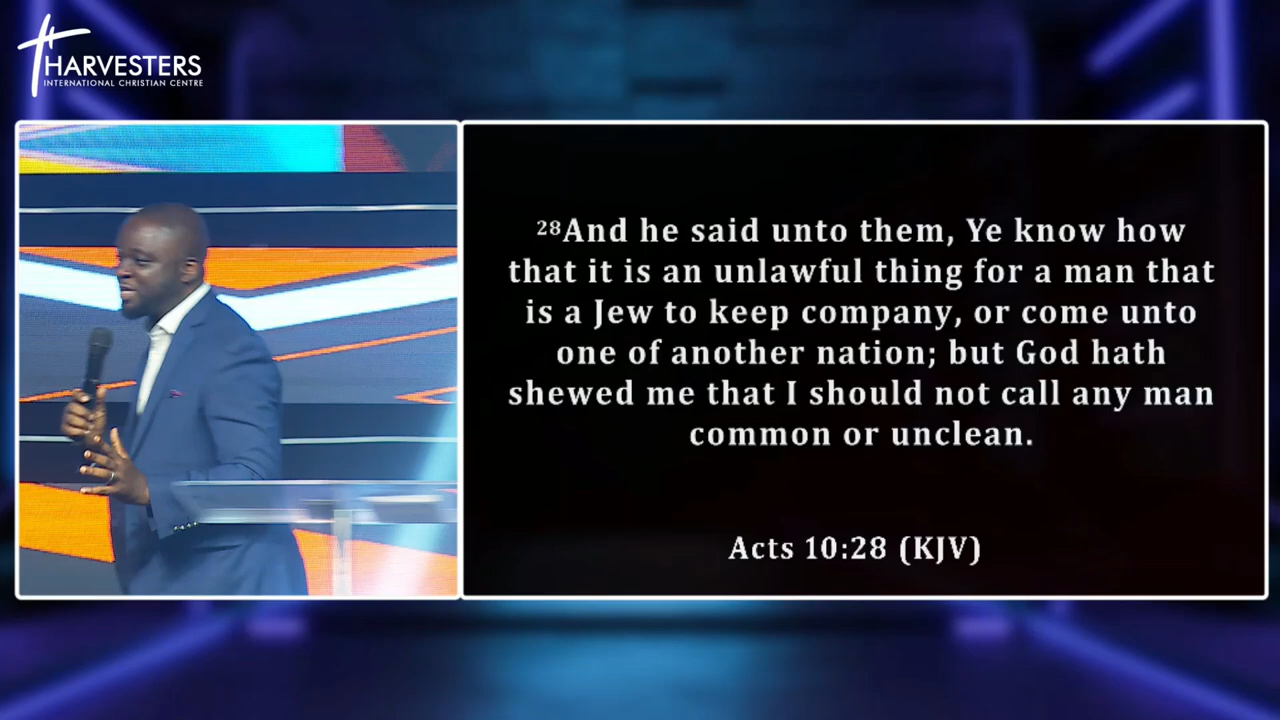 HARVESTERS
INTERNATIONAL CHRISTIAN CENTRE
28And he said unto them, Ye know how
that it is an unlawful thing for a man that
is a Jew to keep company, or come unto
one of another nation; but God hath
shewed me that I should not call any man
common or unclean.
Acts 10:28 (KJV)